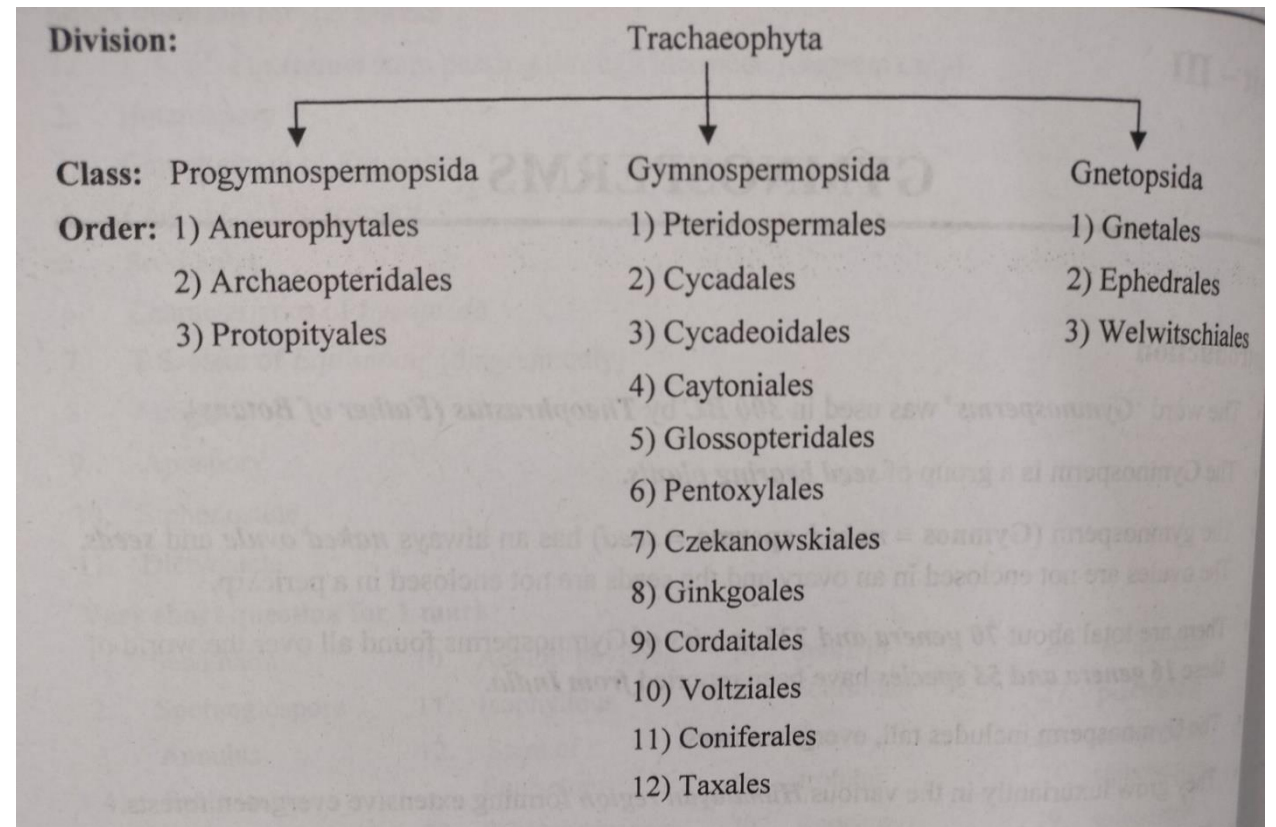 Division: Trachaeophyta
Class: Progymnospermopsida Gymnospermopsida Gnetopsida
Order: 1) Aneurophytales 1) Pteridospermales 1) Gnetales
2) Archaeopteridales 2) Cycadales 2) Ephedrales
3) Protopityales 3) Cycadeoidales 3) Welwitschiales
4) Caytoniales
5) Glossopteridales
6) Pentoxylales
7) Czekanowskiales
8) Ginkgoales
9) Cordaitales
10) Voltziales
11) Coniferales
12) Taxales